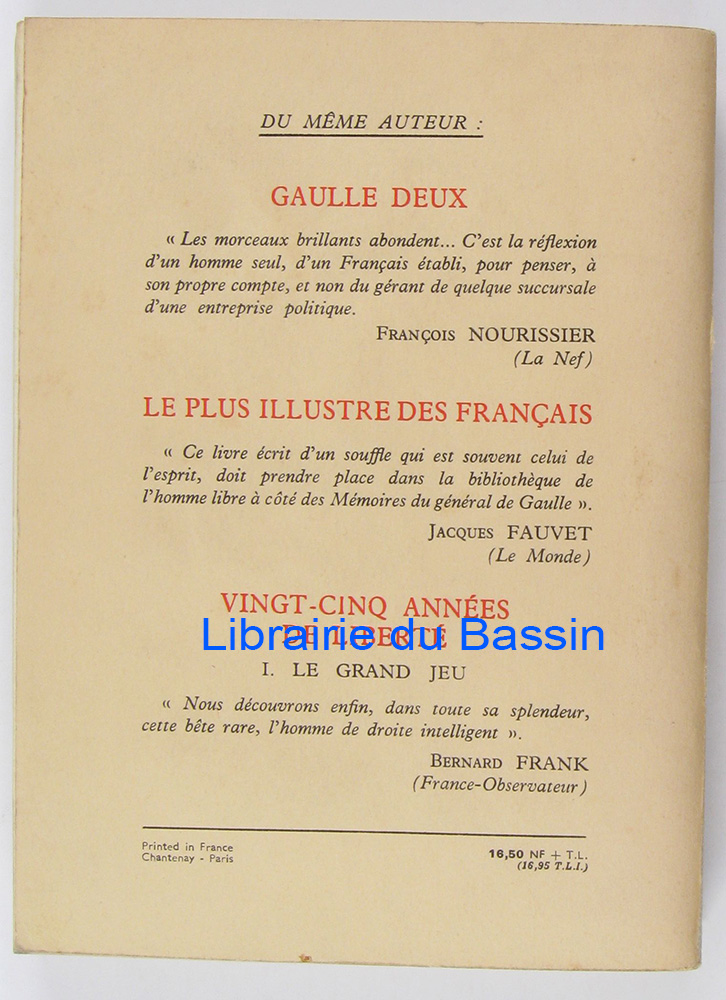 DU MÊME AUTEUR :
GAULLE DEUX
« Les morceaux brillants abondent... C'est la réflexion
d'un homme seul, d'un Français établi, pour penser, à
son propre compte, et non du gérant de quelque succursale
d'une entreprise politique.
FRANÇOIS NOURISSIER
(La Nef)
LE PLUS ILLUSTRE DES FRANÇAIS
« Ce livre écrit d'un souffle qui est souvent celui de
l'esprit, doit prendre place dans la bibliothèque de
l'homme libre à côté des Mémoires du général de Gaulle ».
JACQUES FAUVET
(Le Monde)
VINGT-CINQ ANNÉES
DE LIBERTÉ
Librairie du Bassin
I. LE GRAND JEU
« Nous découvrons enfin, dans toute sa splendeur,
cette bête rare, l'homme de droite intelligent ».
BERNARD FRANK
(France-Observateur)
Printed in France
Chantenay - Paris
16,50 NF + T.L.
(16,95 T.L.I.)